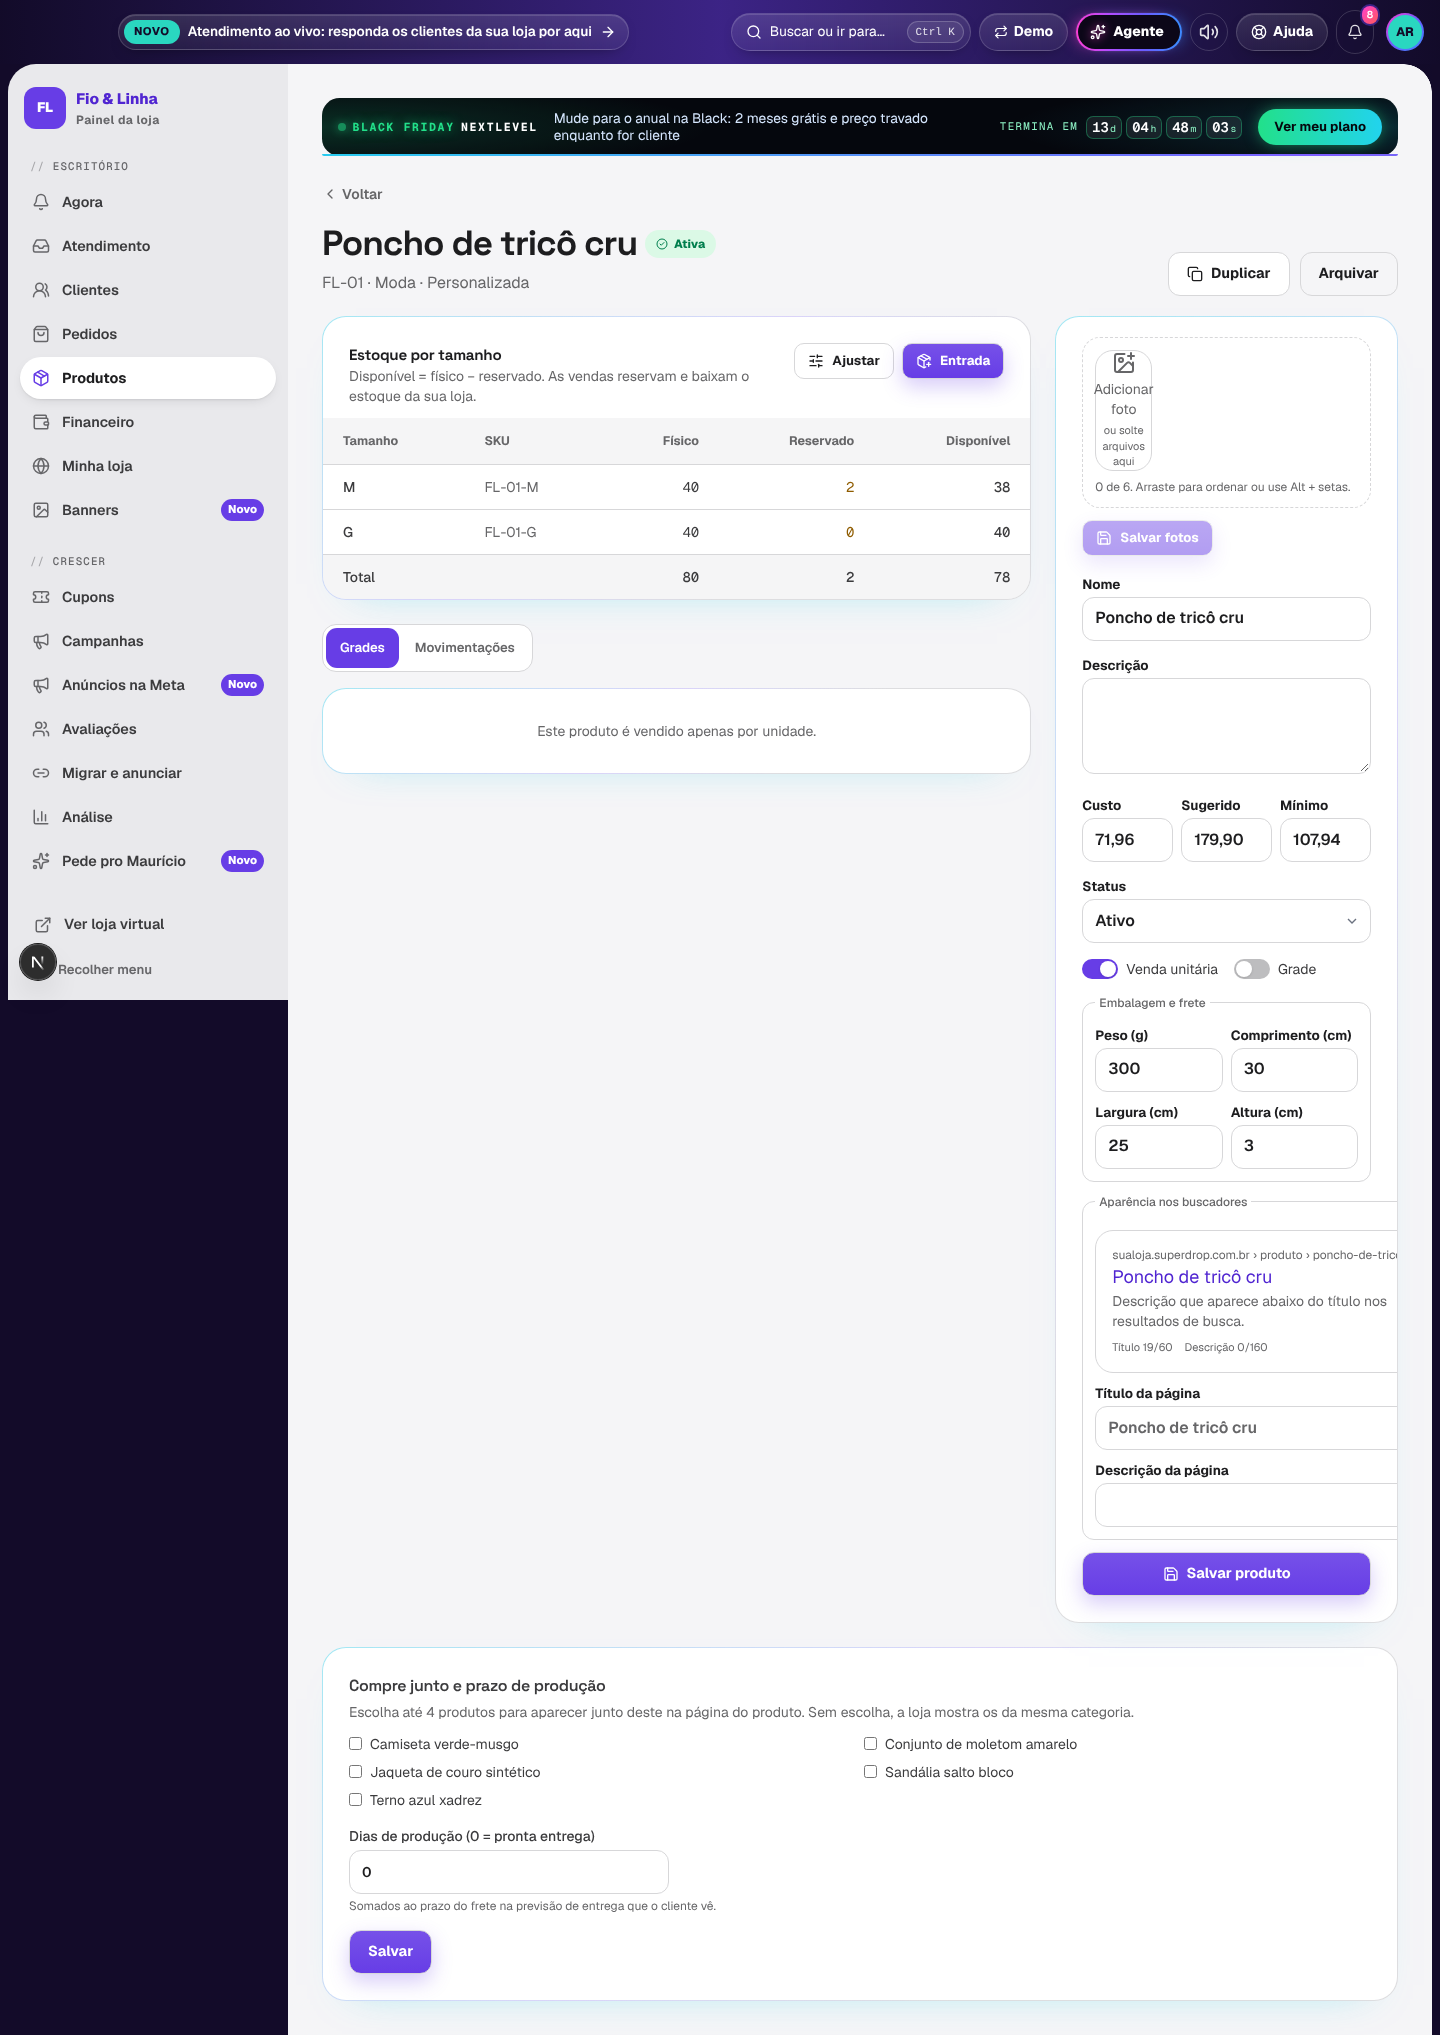 NOVO Atendimento ao vivo: responda os clientes da sua loja por aqui
Buscar ou ir para... Ctrl K
Demo
Agente
Ajuda
8
AR
FL
Fio & Linha
Painel da loja
// ESCRITÓRIO
Agora
Atendimento
Clientes
Pedidos
Produtos
Financeiro
Minha loja
Banners Novo
// CRESCER
Cupons
Campanhas
Anúncios na Meta Novo
Avaliações
Migrar e anunciar
Análise
Pede pro Maurício Novo
Ver loja virtual
N
Recolher menu
BLACK FRIDAY NEXTLEVEL
Mude para o anual na Black: 2 meses grátis e preço travado
enquanto for cliente
TERMINA EM 13 d 04 h 48 m 03 s
Ver meu plano
Voltar
Poncho de tricô cru Ativa
FL-01 · Moda · Personalizada
Duplicar
Arquivar
Estoque por tamanho
Disponível = físico − reservado. As vendas reservam e baixam o
estoque da sua loja.
Ajustar
Entrada
Tamanho SKU Físico Reservado Disponível
M FL-01-M 40 2 38
G FL-01-G 40 0 40
Total 80 2 78
Grades Movimentações
Este produto é vendido apenas por unidade.
Adicionar
foto
ou solte
arquivos
aqui
0 de 6. Arraste para ordenar ou use Alt + setas.
Salvar fotos
Nome
Poncho de tricô cru
Descrição
Custo Sugerido Mínimo
71,96 179,90 107,94
Status
Ativo
Venda unitária Grade
Embalagem e frete
Peso (g) Comprimento (cm)
300 30
Largura (cm) Altura (cm)
25 3
Aparência nos buscadores
sualoja.superdrop.com.br › produto › poncho-de-tric
Poncho de tricô cru
Descrição que aparece abaixo do título nos
resultados de busca.
Título 19/60 Descrição 0/160
Título da página
Poncho de tricô cru
Descrição da página
Salvar produto
Compre junto e prazo de produção
Escolha até 4 produtos para aparecer junto deste na página do produto. Sem escolha, a loja mostra os da mesma categoria.
Camiseta verde-musgo Conjunto de moletom amarelo
Jaqueta de couro sintético Sandália salto bloco
Terno azul xadrez
Dias de produção (0 = pronta entrega)
0
Somados ao prazo do frete na previsão de entrega que o cliente vê.
Salvar